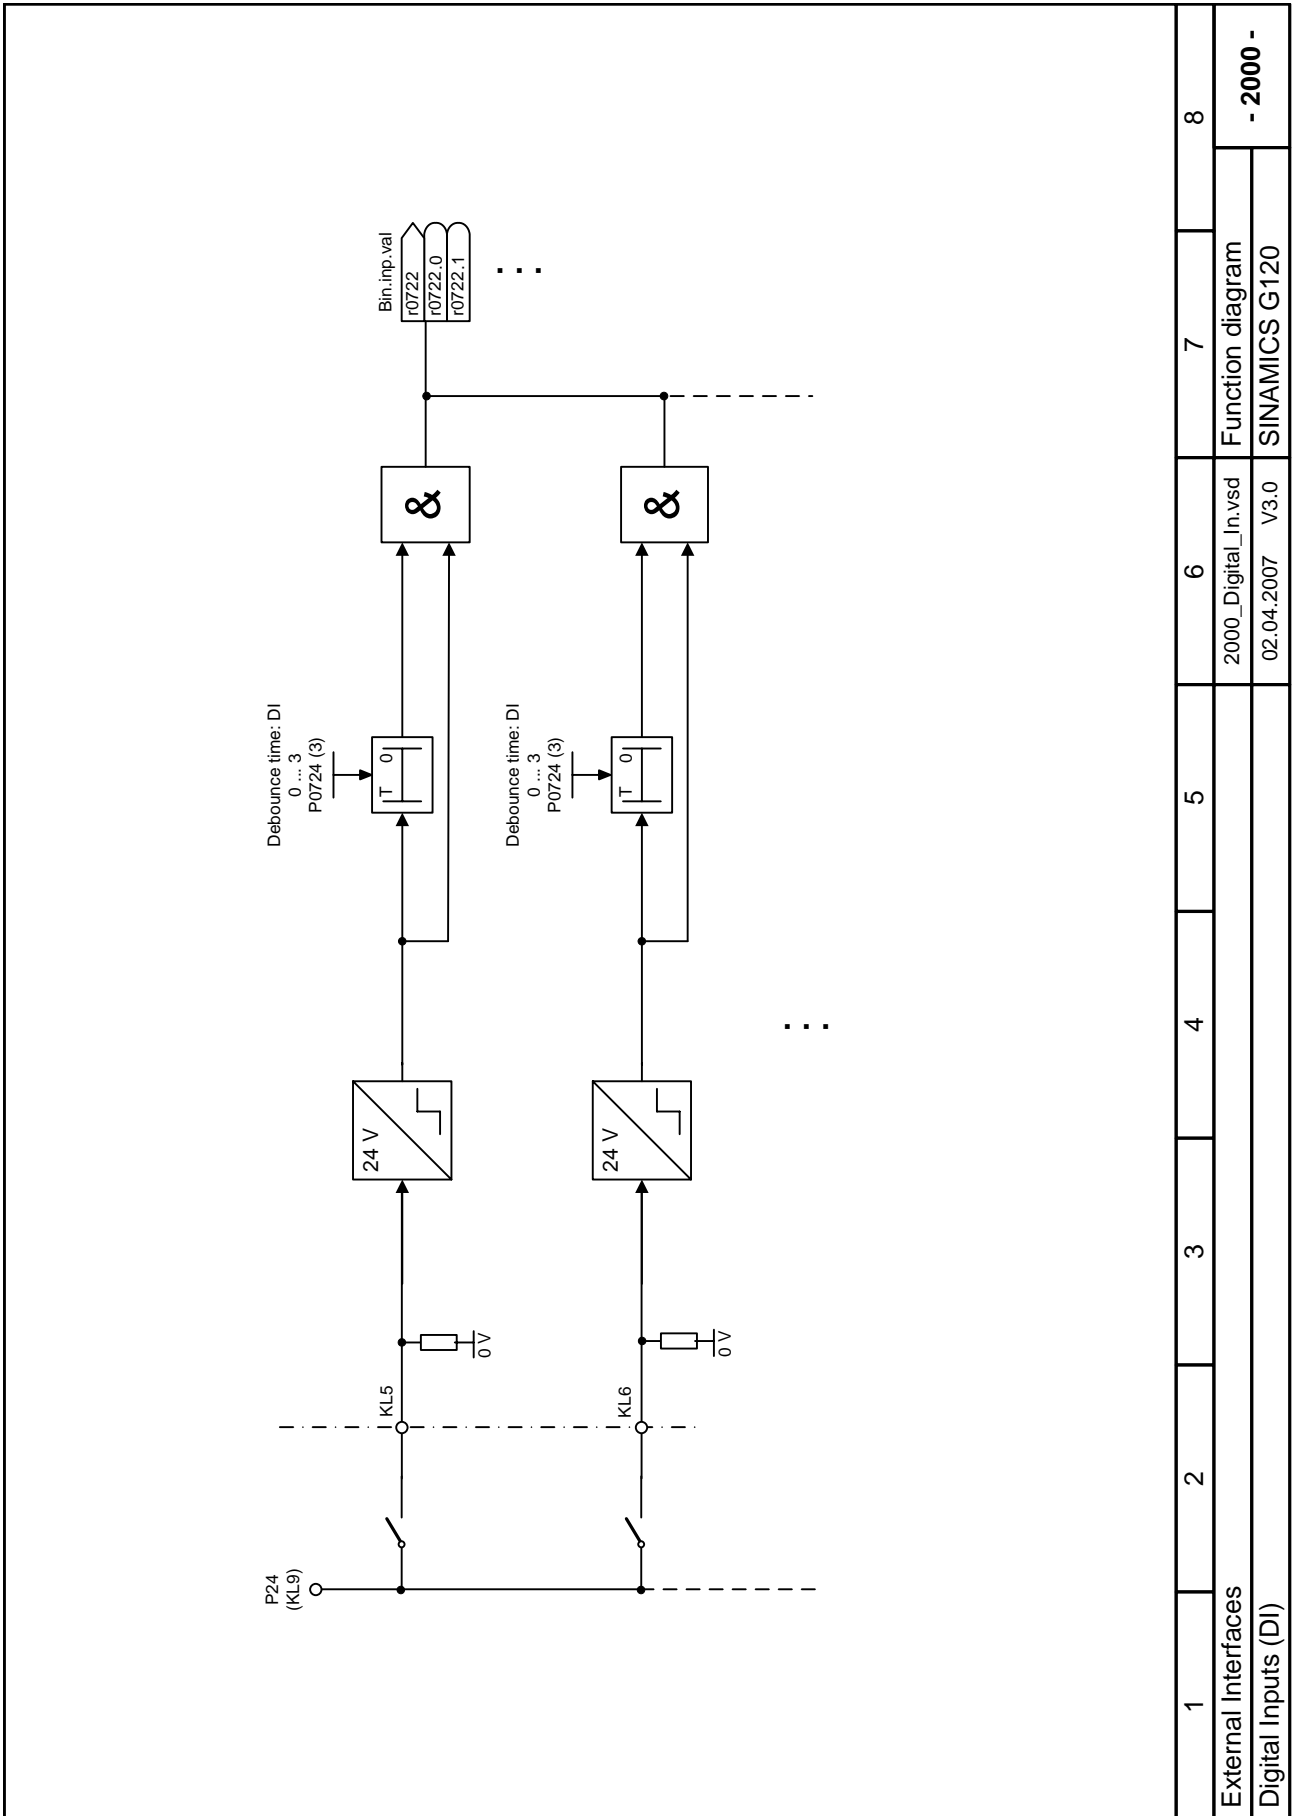 P24
(KL9)
KL5
0 V
24 V
Debounce time: DI
0 ... 3
P0724 (3)
T 0
&
Bin.inp.val
r0722
r0722.0
r0722.1
. . .
KL6
0 V
24 V
Debounce time: DI
0 ... 3
P0724 (3)
T 0
&
. . .
1 2 3 4 5 6 7 8
External Interfaces 2000_Digital_In.vsd Function diagram
- 2000 -
Digital Inputs (DI) 02.04.2007 V3.0 SINAMICS G120